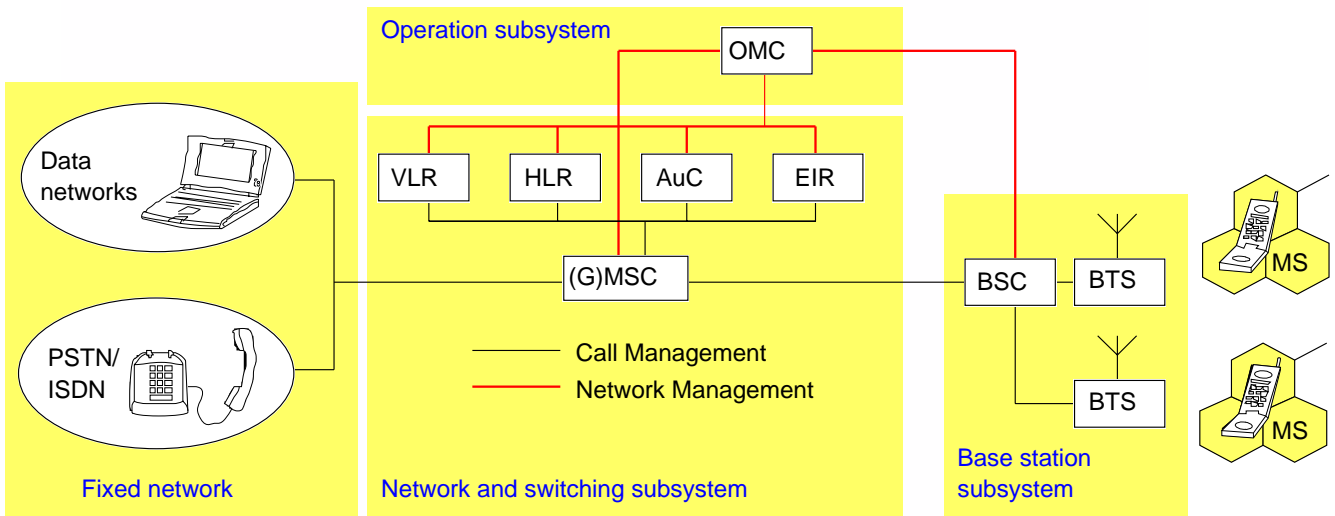 Operation subsystem
OMC
Data
networks
VLR
HLR
AuC
EIR
(G)MSC
BSC
BTS
MS
PSTN/
ISDN
Call Management
Network Management
BTS
MS
Fixed network
Network and switching subsystem
Base station
subsystem